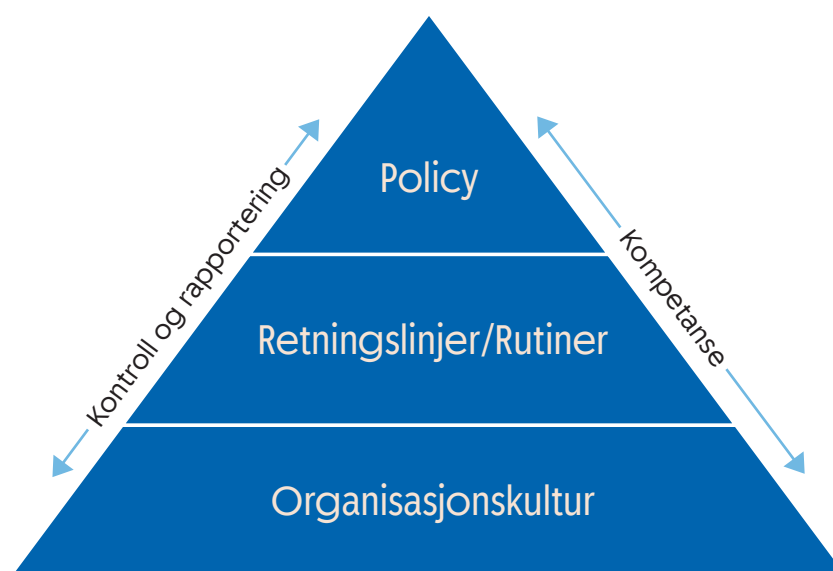 Policy
Kontroll og rapportering
Kompetanse
Retningslinjer/Rutiner
Organisasjonskultur